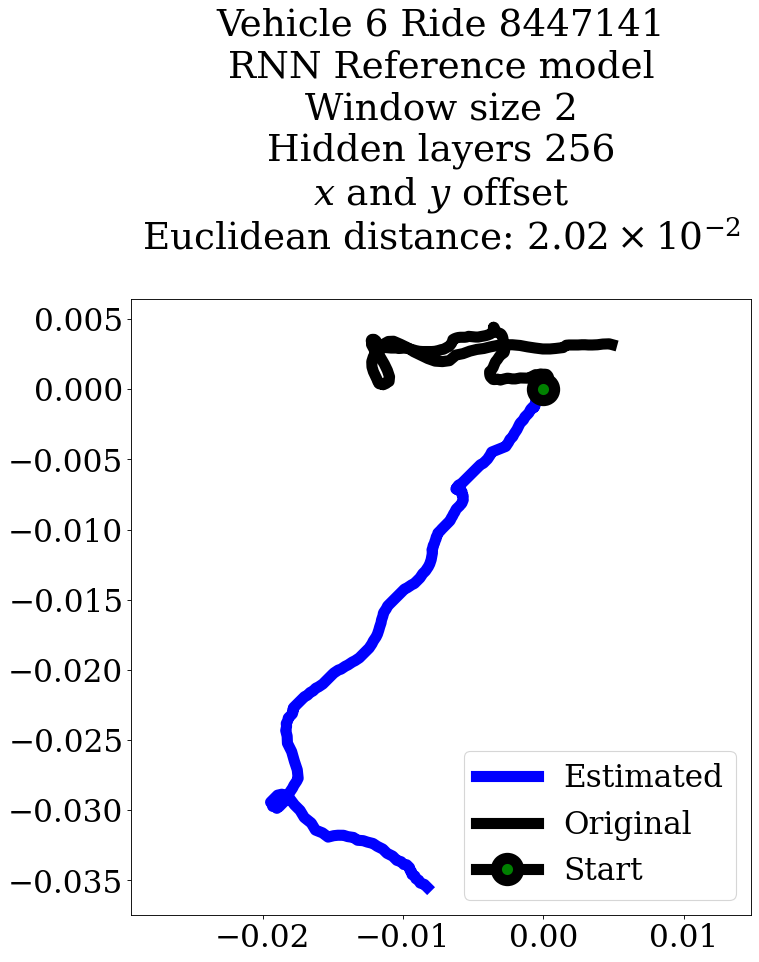 Vehicle 6 Ride 8447141
RNN Reference model
Window size 2
Hidden layers 256
x and y offset
Euclidean distance: 2.02 × 10⁻²
0.005
0.000
−0.005
−0.010
−0.015
−0.020
−0.025
−0.030
−0.035
Estimated
Original
Start
−0.02 −0.01 0.00 0.01